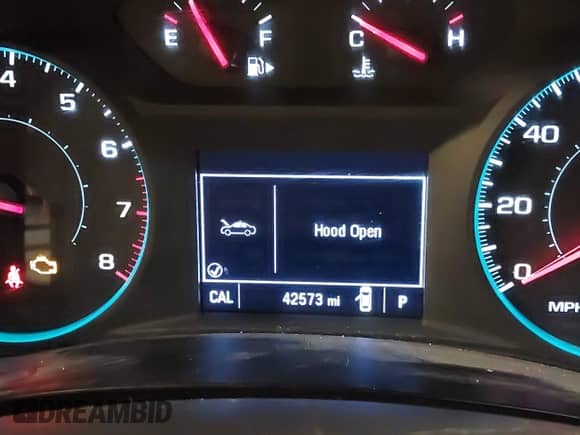 E F C H
4 5 6 7 8
40 20 0
MPH
Hood Open
CAL 42573 mi P
DREAMBID